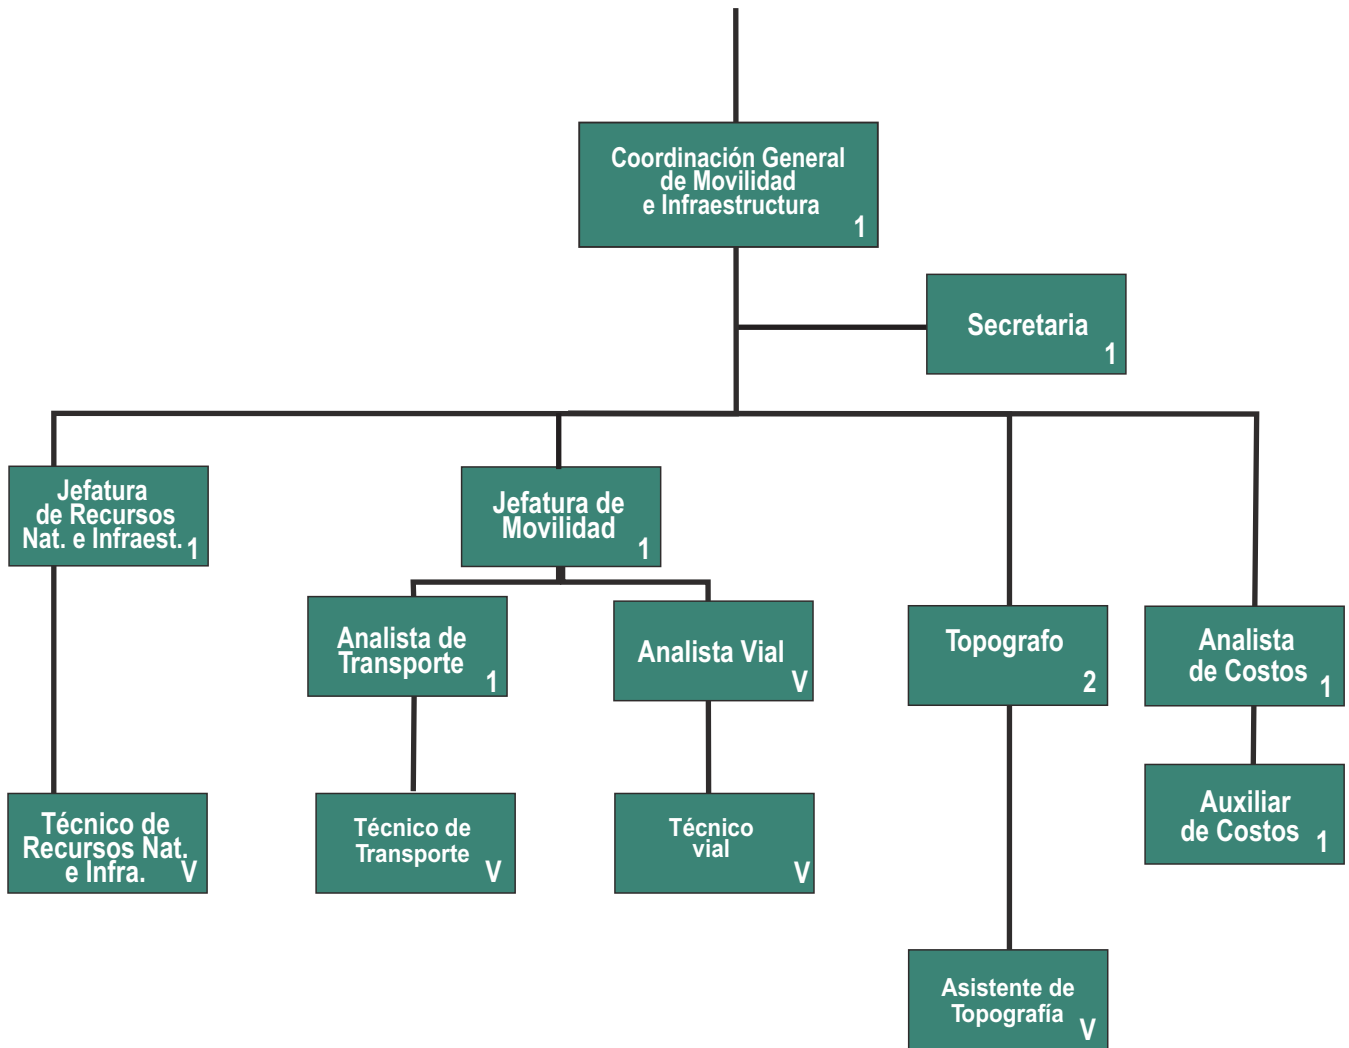 Coordinación General
de Movilidad
e Infraestructura
1
Secretaria
1
Jefatura
de Recursos
Nat. e Infraest.
1
Jefatura de
Movilidad
1
Analista de
Transporte
1
Analista Vial
V
Topografo
2
Analista
de Costos
1
Técnico de
Recursos Nat.
e Infra.
V
Técnico de
Transporte
V
Técnico
vial
V
Auxiliar
de Costos
1
Asistente de
Topografía
V